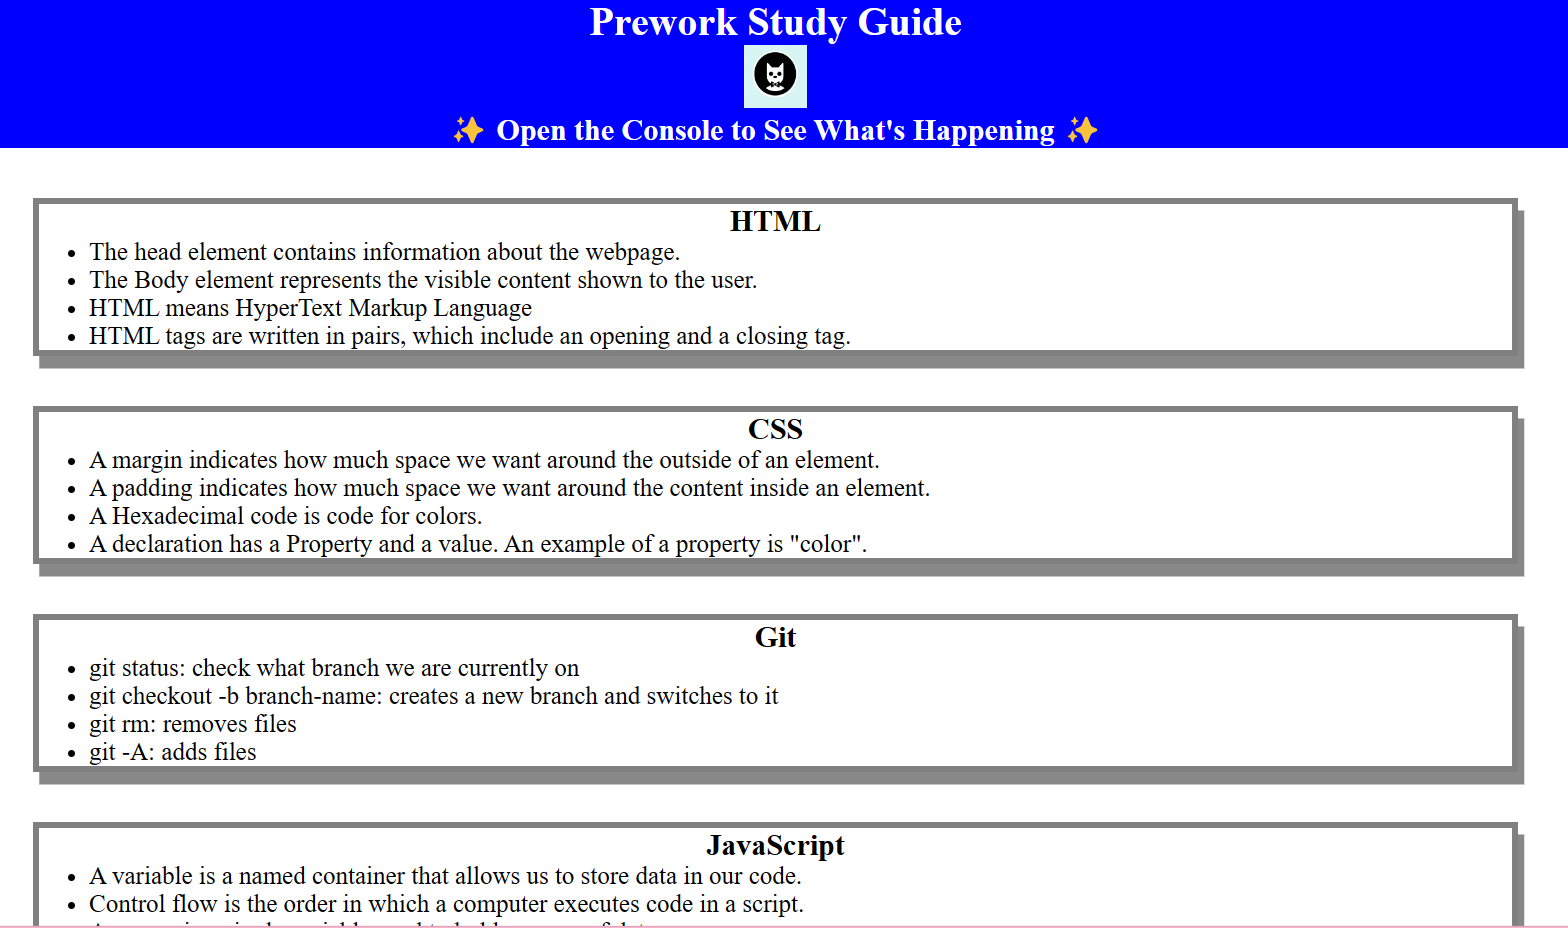 Prework Study Guide
✨ Open the Console to See What's Happening ✨
HTML
• The head element contains information about the webpage.
• The Body element represents the visible content shown to the user.
• HTML means HyperText Markup Language
• HTML tags are written in pairs, which include an opening and a closing tag.
CSS
• A margin indicates how much space we want around the outside of an element.
• A padding indicates how much space we want around the content inside an element.
• A Hexadecimal code is code for colors.
• A declaration has a Property and a value. An example of a property is "color".
Git
• git status: check what branch we are currently on
• git checkout -b branch-name: creates a new branch and switches to it
• git rm: removes files
• git -A: adds files
JavaScript
• A variable is a named container that allows us to store data in our code.
• Control flow is the order in which a computer executes code in a script.